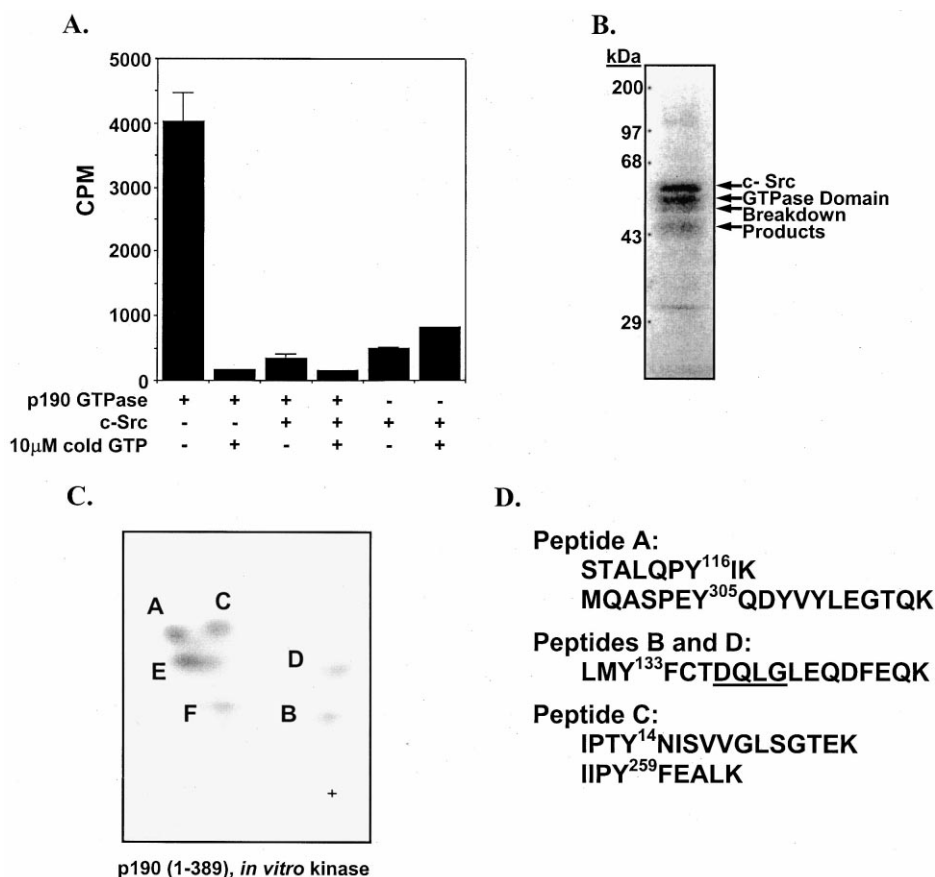 A.
5000
4000
3000
2000
1000
0
CPM
p190 GTPase + + + + - -
c-Src - - + + + +
10μM cold GTP - + - + - +
B.
kDa
200
97
68
43
29
c- Src
GTPase Domain
Breakdown
Products
C.
A
C
E
D
F
B
+
p190 (1-389), in vitro kinase
D.
Peptide A:
STALQPY¹¹⁶IK
MQASPEY³⁰⁵QDYVYLEGTQK
Peptides B and D:
LMY¹³³FCTDQLGLEQDFEQK
Peptide C:
IPTY¹⁴NISVVGLSGTEK
IIPY²⁵⁹FEALK